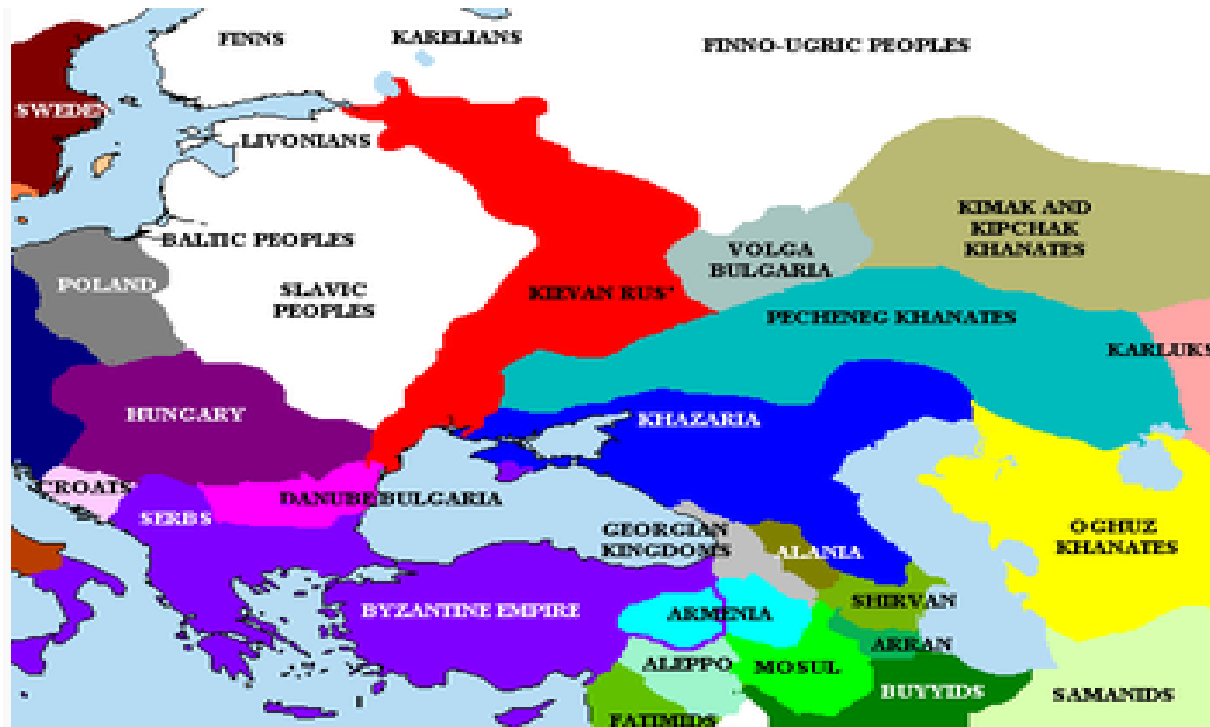 FINNS
KARELIANS
FINNO-UGRIC PEOPLES
SWEDEN
LIVONIANS
KIMAK AND
KIPCHAK
KHANATES
BALTIC PEOPLES
VOLGA
BULGARIA
POLAND
SLAVIC
PEOPLES
KIEVAN RUS'
PECHENEG KHANATES
KARLUKS
HUNGARY
KHAZARIA
CROATS
DANUBE BULGARIA
SERBS
GEORGIAN
KINGDOMS
ALANIA
OGHUZ
KHANATES
BYZANTINE EMPIRE
ARMENIA
SHIRVAN
ARRAN
ALEPPO
MOSUL
BUYYIDS
SAMANIDS
FATIMIDS